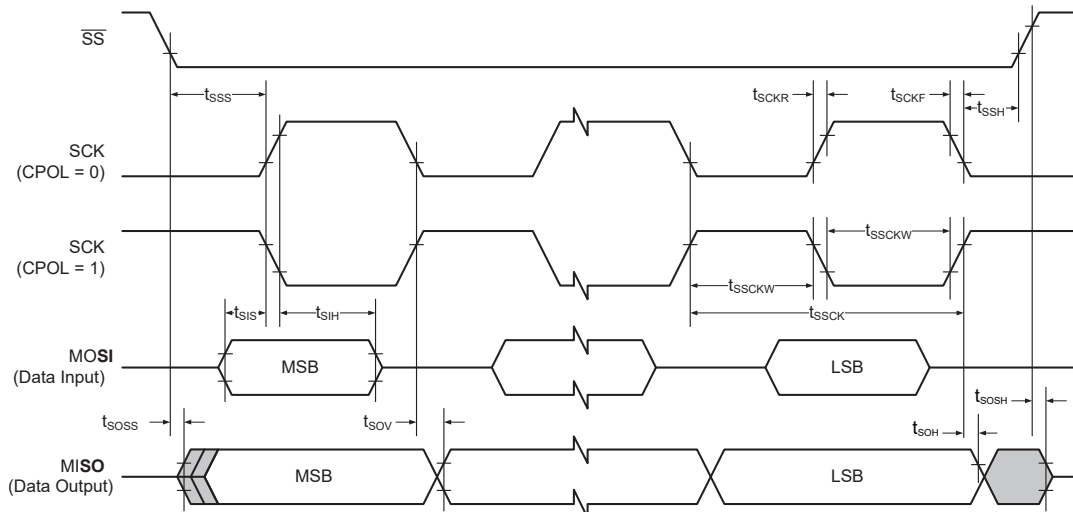 SS
tSSS
tSCKR
tSCKF
tSSH
SCK
(CPOL = 0)
SCK
(CPOL = 1)
tSSCKW
tSSCKW
tSSCK
tSIS
tSIH
MOSI
(Data Input)
MSB
LSB
tSOSS
tSOV
tSOH
tSOSH
MISO
(Data Output)
MSB
LSB